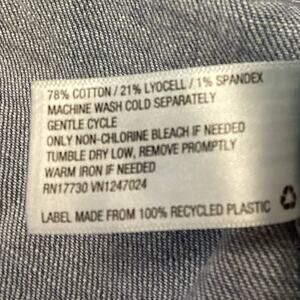 78% COTTON / 21% LYOCELL / 1% SPANDEX
MACHINE WASH COLD SEPARATELY
GENTLE CYCLE
ONLY NON-CHLORINE BLEACH IF NEEDED
TUMBLE DRY LOW, REMOVE PROMPTLY
WARM IRON IF NEEDED
RN17730 VN1247024
LABEL MADE FROM 100% RECYCLED PLASTIC